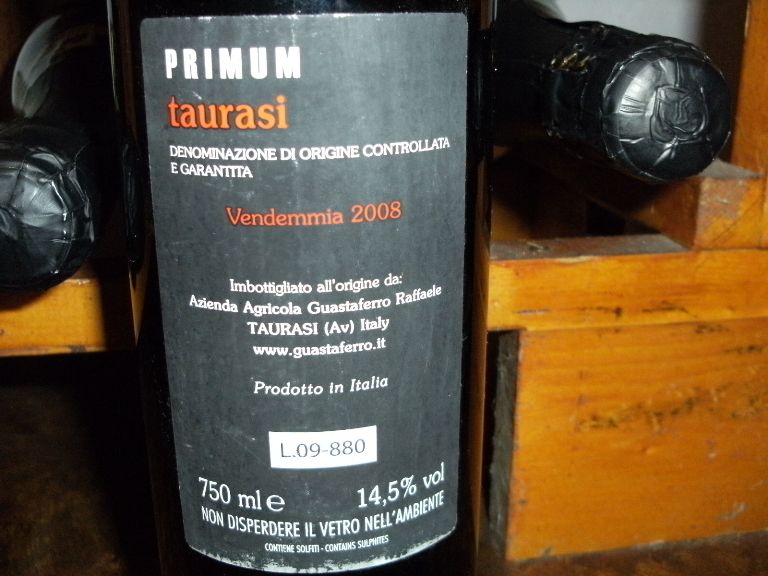 PRIMUM
taurasi
DENOMINAZIONE DI ORIGINE CONTROLLATA
E GARANTITA
Vendemmia 2008
Imbottigliato all'origine da:
Azienda Agricola Guastaferro Raffaele
TAURASI (Av) Italy
www.guastaferro.it
Prodotto in Italia
L.09-880
750 ml e 14,5% vol
NON DISPERDERE IL VETRO NELL'AMBIENTE
CONTIENE SOLFITI - CONTAINS SULPHITES